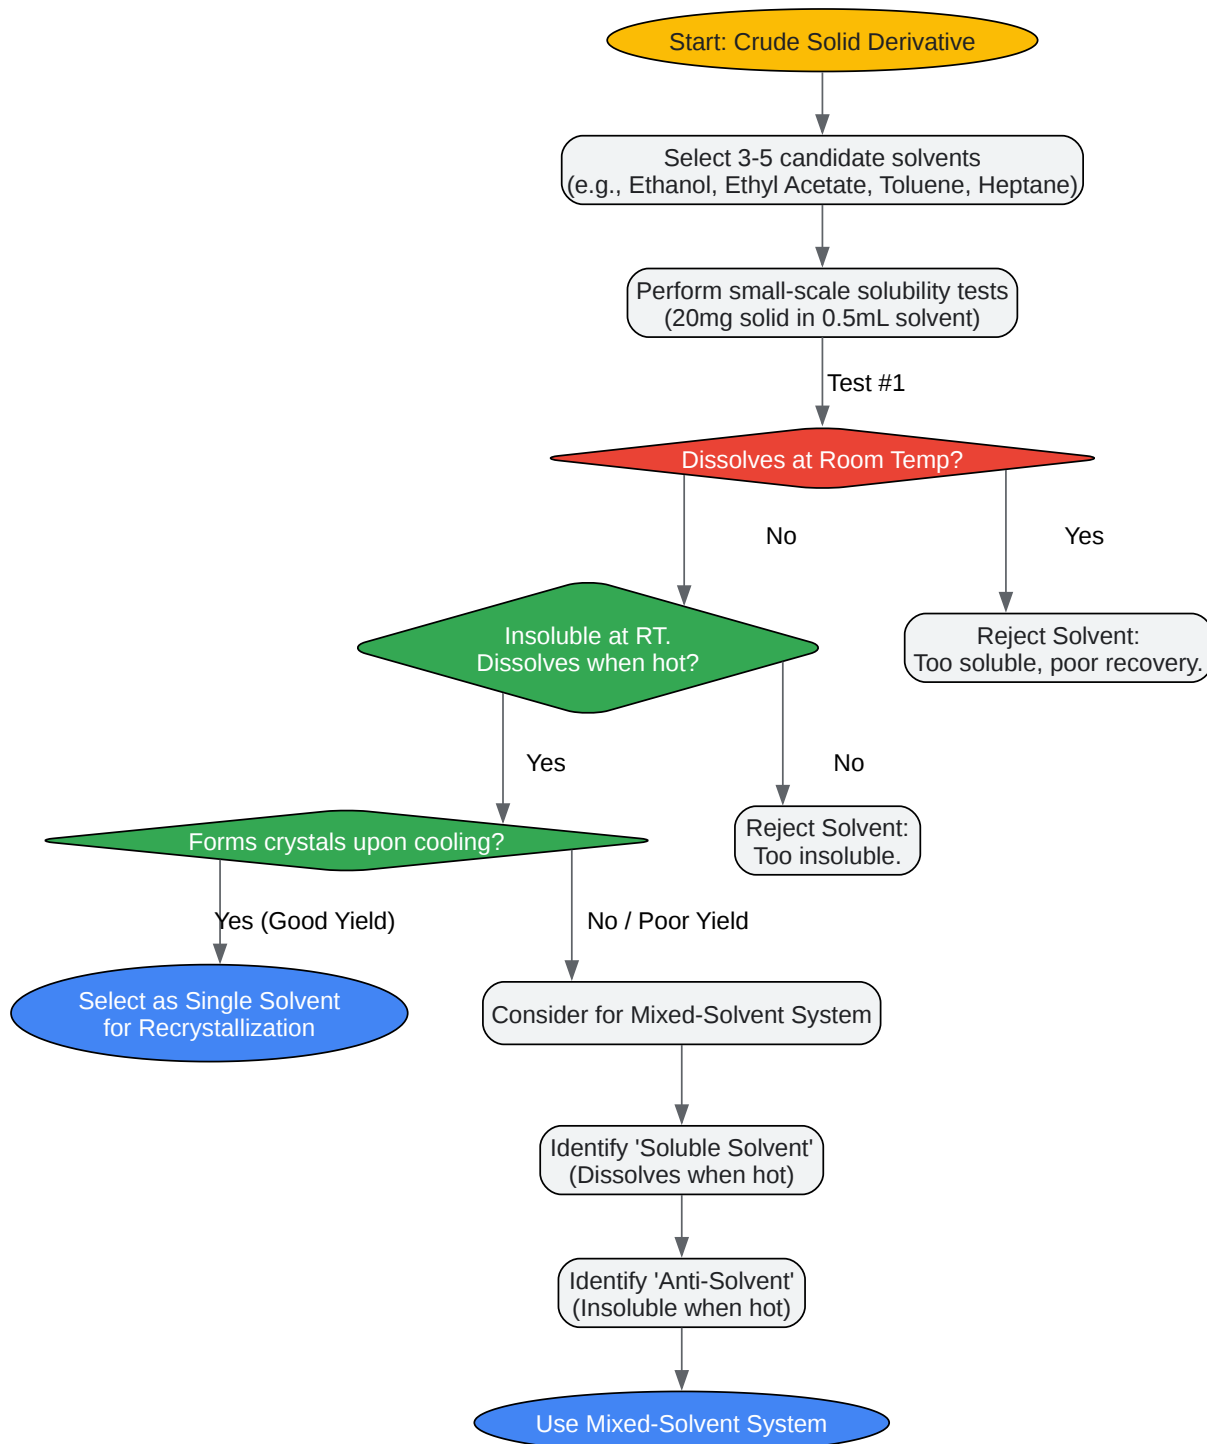 Start: Crude Solid Derivative
Select 3-5 candidate solvents
(e.g., Ethanol, Ethyl Acetate, Toluene, Heptane)
Perform small-scale solubility tests
(20mg solid in 0.5mL solvent)
Test #1
Dissolves at Room Temp?
No
Yes
Insoluble at RT.
Dissolves when hot?
Reject Solvent:
Too soluble, poor recovery.
Yes
No
Forms crystals upon cooling?
Reject Solvent:
Too insoluble.
Yes (Good Yield)
No / Poor Yield
Select as Single Solvent
for Recrystallization
Consider for Mixed-Solvent System
Identify 'Soluble Solvent'
(Dissolves when hot)
Identify 'Anti-Solvent'
(Insoluble when hot)
Use Mixed-Solvent System